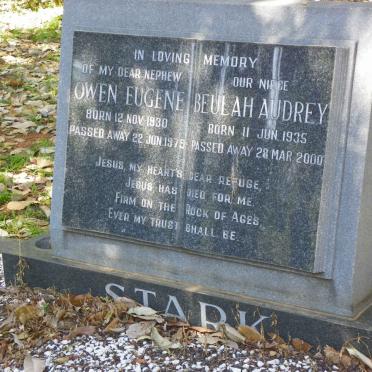 IN LOVING MEMORY
OF MY DEAR NEPHEW
OWEN EUGENE
BORN 12 NOV 1930
PASSED AWAY 22 JUN 1975
OUR NIECE
BEULAH AUDREY
BORN 11 JUN 1935
PASSED AWAY 28 MAR 2000
JESUS, MY HEART'S DEAR REFUGE,
JESUS HAS DIED FOR ME
FIRM ON THE ROCK OF AGES
EVER MY TRUST SHALL BE.
STARK